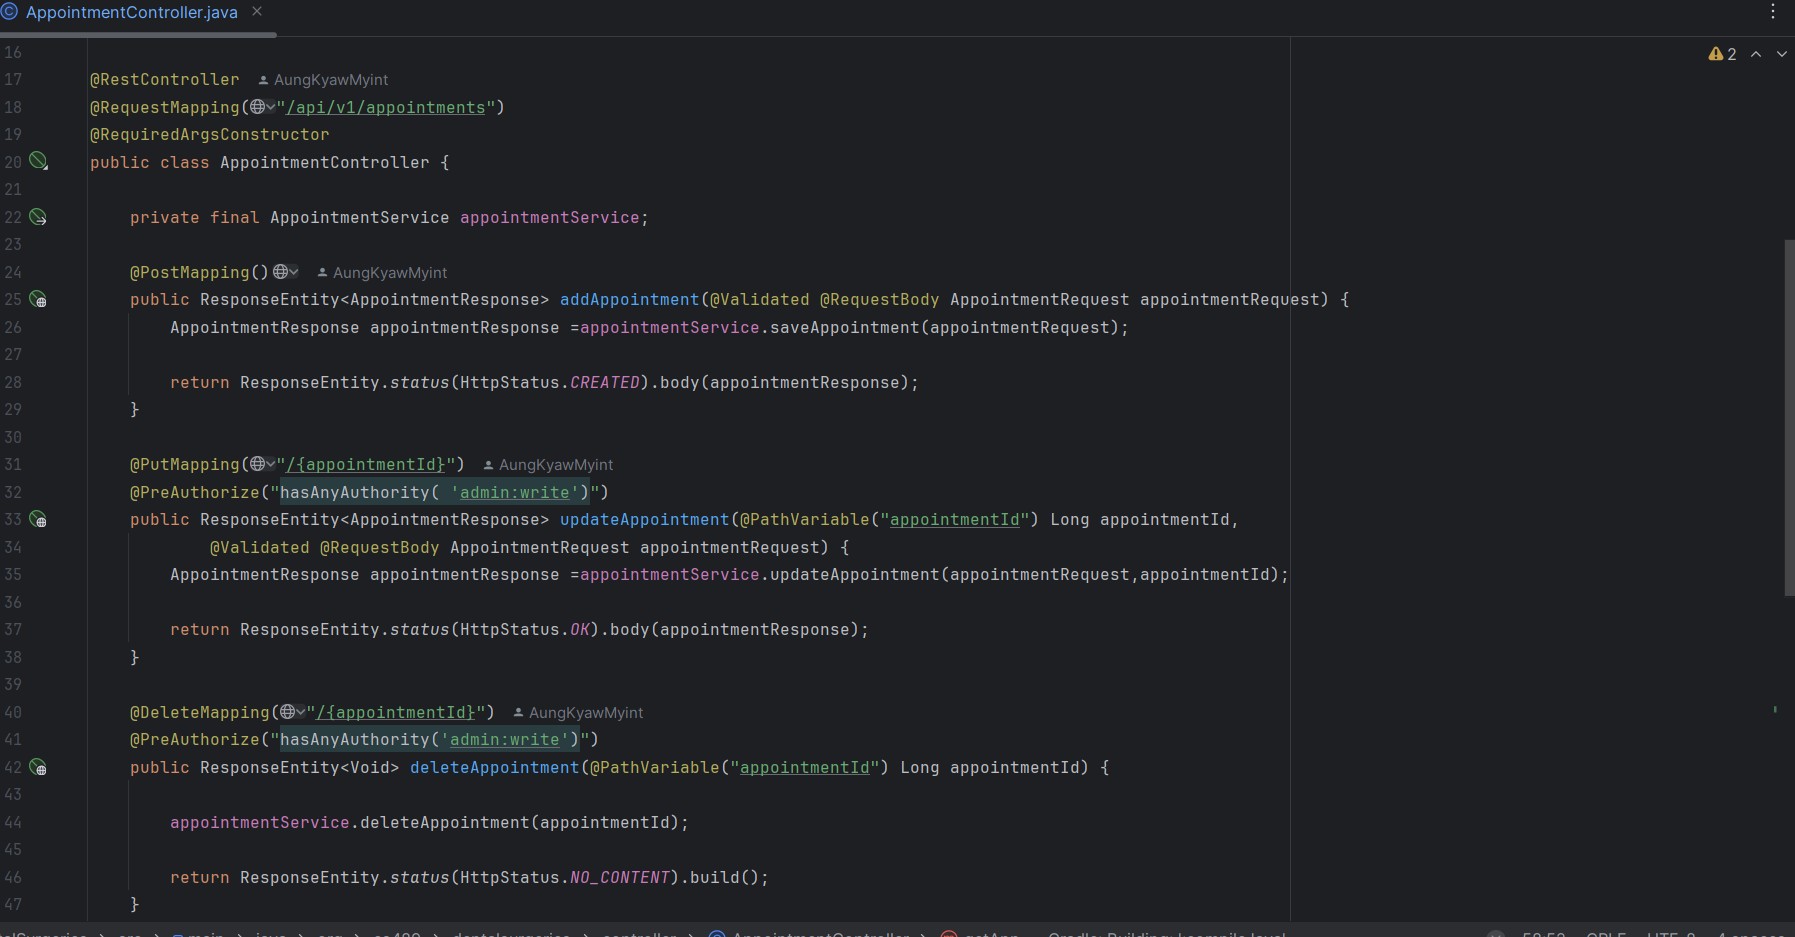 AppointmentController.java
2
16
17 @RestController AungKyawMyint
18 @RequestMapping("/api/v1/appointments")
19 @RequiredArgsConstructor
20 public class AppointmentController {
21
22 private final AppointmentService appointmentService;
23
24 @PostMapping() AungKyawMyint
25 public ResponseEntity<AppointmentResponse> addAppointment(@Validated @RequestBody AppointmentRequest appointmentRequest) {
26 AppointmentResponse appointmentResponse =appointmentService.saveAppointment(appointmentRequest);
27
28 return ResponseEntity.status(HttpStatus.CREATED).body(appointmentResponse);
29 }
30
31 @PutMapping("/{appointmentId}") AungKyawMyint
32 @PreAuthorize("hasAnyAuthority( 'admin:write')")
33 public ResponseEntity<AppointmentResponse> updateAppointment(@PathVariable("appointmentId") Long appointmentId,
34 @Validated @RequestBody AppointmentRequest appointmentRequest) {
35 AppointmentResponse appointmentResponse =appointmentService.updateAppointment(appointmentRequest,appointmentId);
36
37 return ResponseEntity.status(HttpStatus.OK).body(appointmentResponse);
38 }
39
40 @DeleteMapping("/{appointmentId}") AungKyawMyint
41 @PreAuthorize("hasAnyAuthority('admin:write')")
42 public ResponseEntity<Void> deleteAppointment(@PathVariable("appointmentId") Long appointmentId) {
43
44 appointmentService.deleteAppointment(appointmentId);
45
46 return ResponseEntity.status(HttpStatus.NO_CONTENT).build();
47 }
main java controller AppointmentController